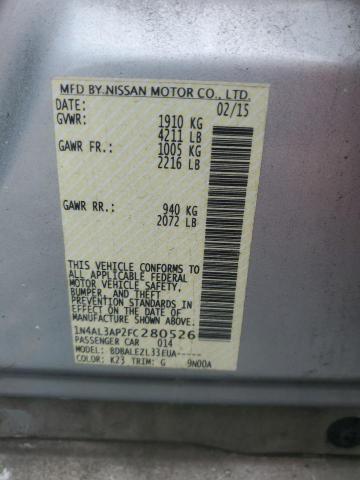 MFD BY NISSAN MOTOR CO., LTD.
DATE: 02/15
GVWR: 1910 KG
4211 LB
GAWR FR.: 1005 KG
2216 LB
GAWR RR.: 940 KG
2072 LB
THIS VEHICLE CONFORMS TO
ALL APPLICABLE FEDERAL
MOTOR VEHICLE SAFETY,
BUMPER, AND THEFT
PREVENTION STANDARDS
IN EFFECT ON THE DATE OF
MANUFACTURE SHOWN ABOVE.
1N4AL3AP2FC280526
PASSENGER CAR 014
MODEL: BDBALEZL33EUA-----
COLOR: K23 TRIM: G 9N00A